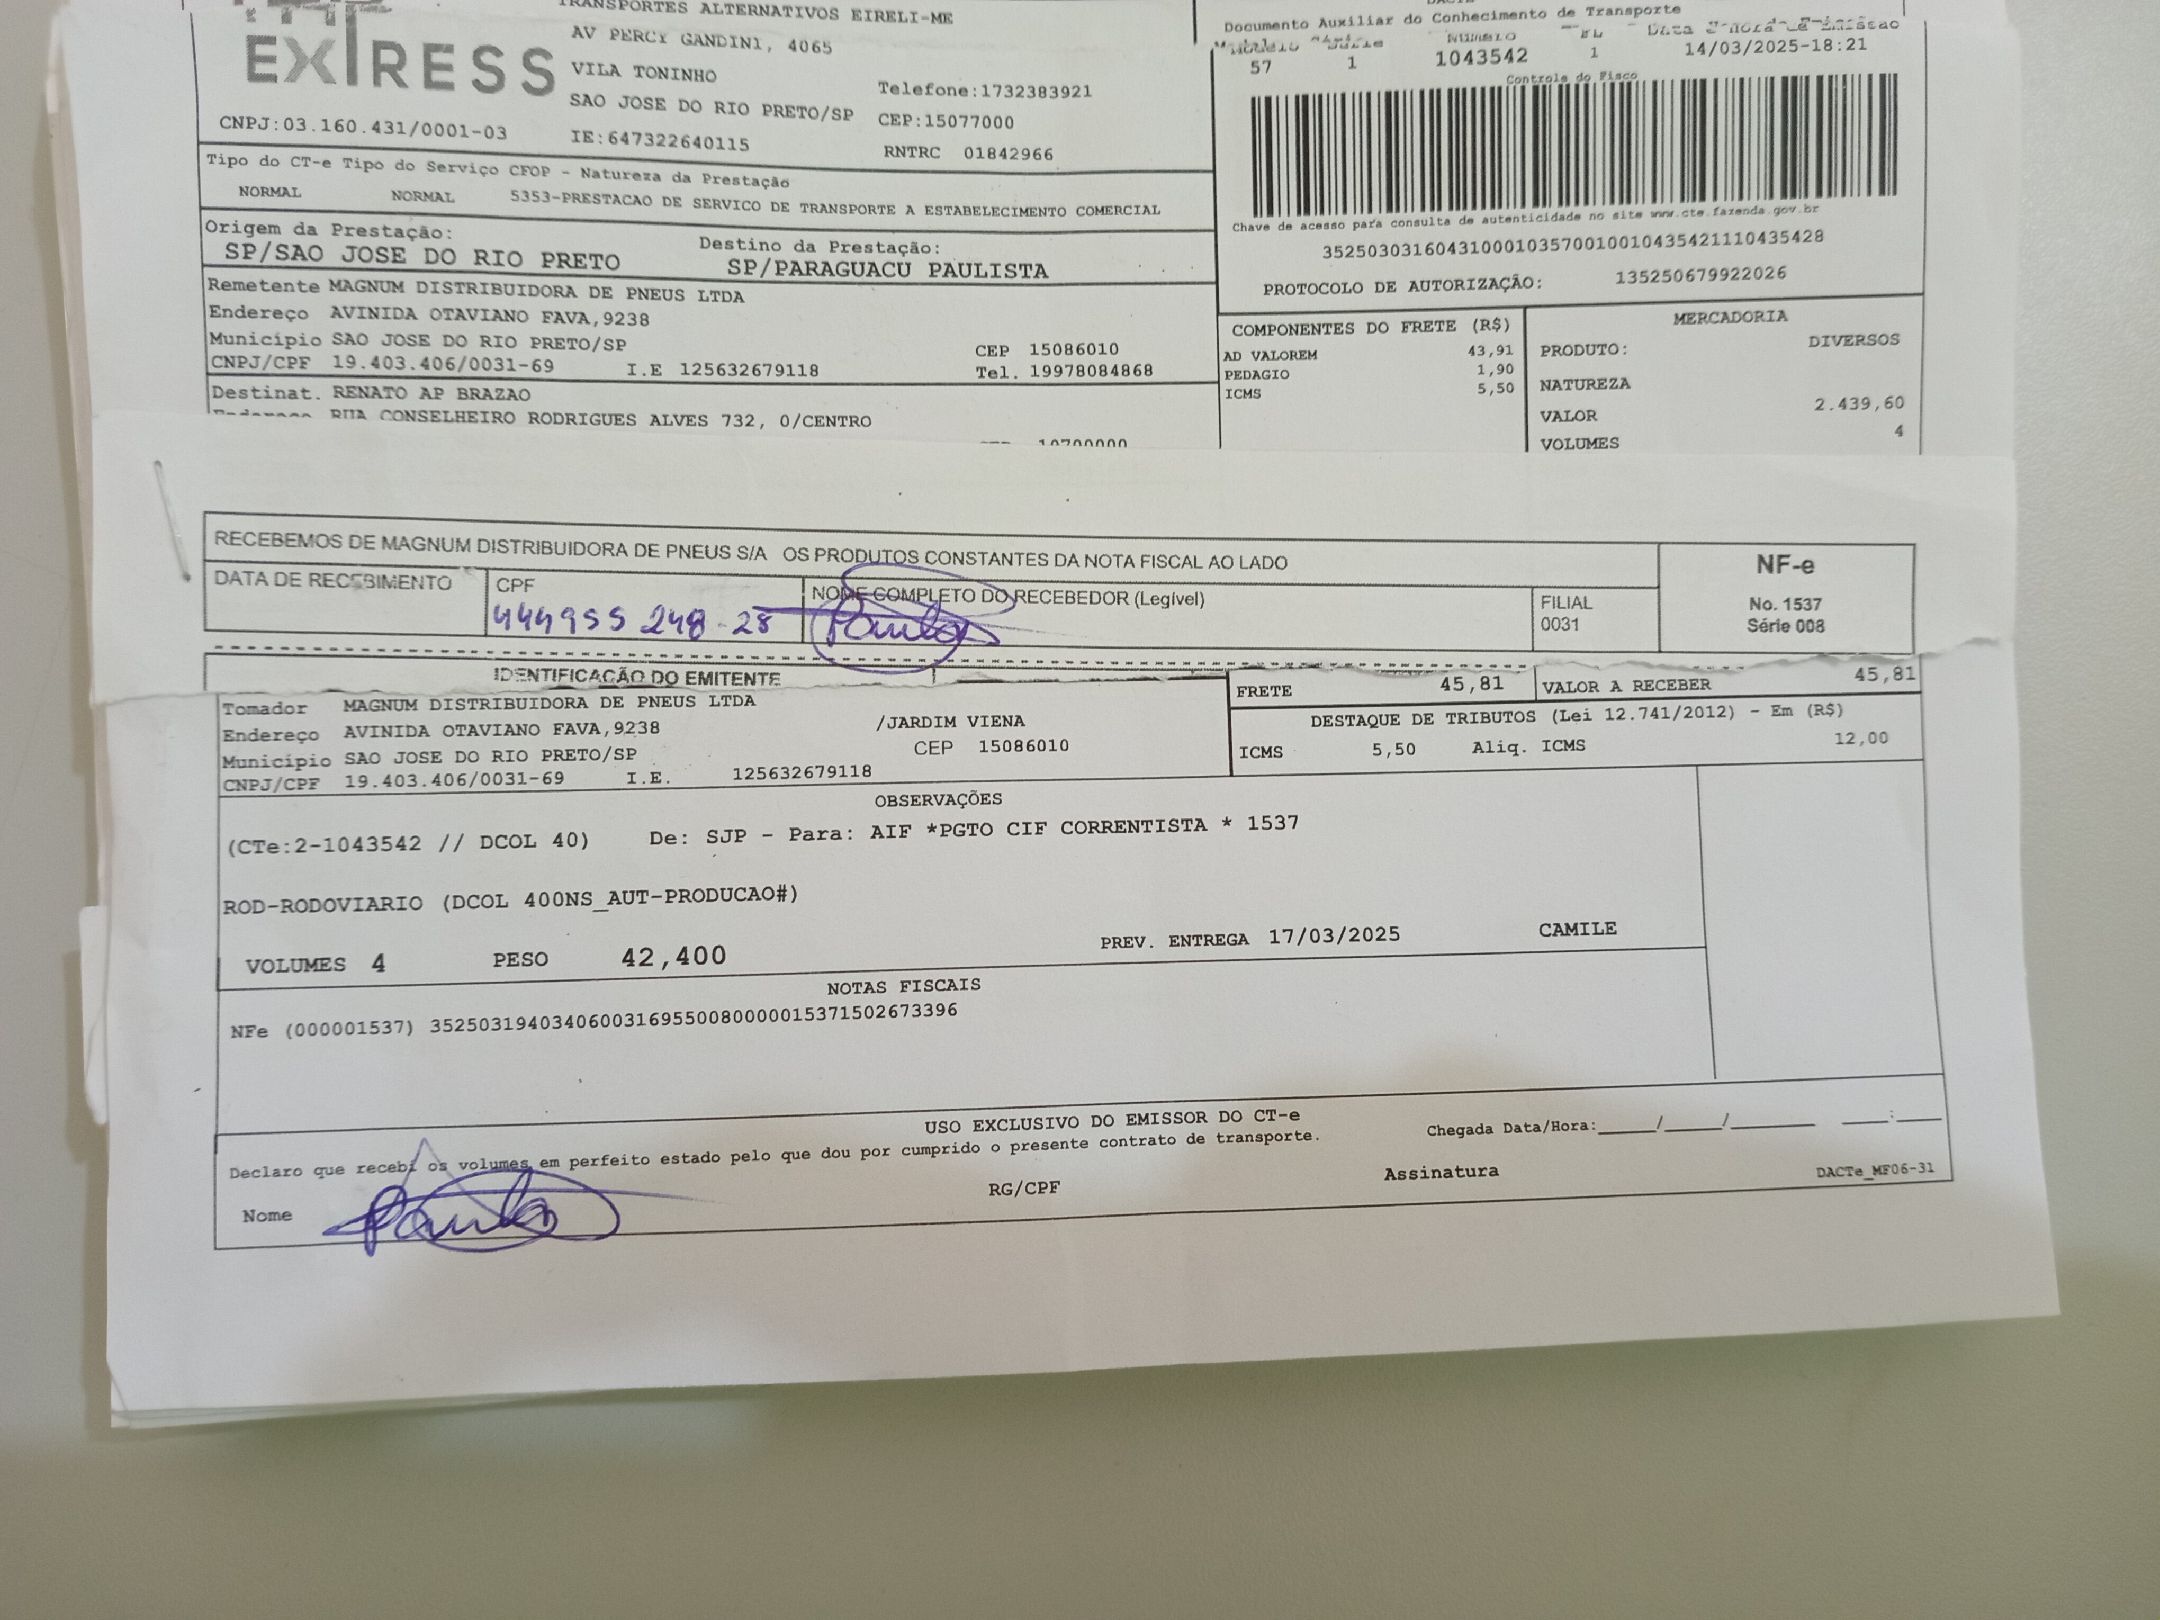 EXPRESS
TRANSPORTES ALTERNATIVOS EIRELI-ME
AV PERCY GANDINI, 4065
VILA TONINHO
SAO JOSE DO RIO PRETO/SP
Telefone:1732383921
CEP:15077000
CNPJ:03.160.431/0001-03
IE:647322640115
RNTRC 01842966
Documento Auxiliar do Conhecimento de Transporte
57 1 1043542 1 14/03/2025-18:21
Controle do Fisco
Chave de acesso para consulta de autenticidade no site www.cte.fazenda.gov.br
35250303160431000103570010010435421110435428
PROTOCOLO DE AUTORIZAÇÃO: 135250679922026
Tipo do CT-e Tipo do Serviço CFOP - Natureza da Prestação
NORMAL NORMAL 5353-PRESTACAO DE SERVICO DE TRANSPORTE A ESTABELECIMENTO COMERCIAL
Origem da Prestação: Destino da Prestação:
SP/SAO JOSE DO RIO PRETO SP/PARAGUACU PAULISTA
Remetente MAGNUM DISTRIBUIDORA DE PNEUS LTDA
Endereço AVINIDA OTAVIANO FAVA,9238
Município SAO JOSE DO RIO PRETO/SP CEP 15086010
CNPJ/CPF 19.403.406/0031-69 I.E 125632679118 Tel. 19978084868
Destinat. RENATO AP BRAZAO
RUA CONSELHEIRO RODRIGUES ALVES 732, 0/CENTRO
COMPONENTES DO FRETE (R$)
AD VALOREM 43,91
PEDAGIO 1,90
ICMS 5,50
MERCADORIA
PRODUTO: DIVERSOS
NATUREZA
VALOR 2.439,60
VOLUMES 4
RECEBEMOS DE MAGNUM DISTRIBUIDORA DE PNEUS S/A OS PRODUTOS CONSTANTES DA NOTA FISCAL AO LADO
DATA DE RECEBIMENTO
CPF
444955 248-28
NOME COMPLETO DO RECEBEDOR (Legível)
FILIAL
0031
NF-e
No. 1537
Série 008
IDENTIFICAÇÃO DO EMITENTE
FRETE 45,81 VALOR A RECEBER 45,81
Tomador MAGNUM DISTRIBUIDORA DE PNEUS LTDA
Endereço AVINIDA OTAVIANO FAVA,9238 /JARDIM VIENA
Município SAO JOSE DO RIO PRETO/SP CEP 15086010
CNPJ/CPF 19.403.406/0031-69 I.E. 125632679118
DESTAQUE DE TRIBUTOS (Lei 12.741/2012) - Em (R$)
ICMS 5,50 Aliq. ICMS 12,00
OBSERVAÇÕES
(CTe:2-1043542 // DCOL 40) De: SJP - Para: AIF *PGTO CIF CORRENTISTA * 1537
ROD-RODOVIARIO (DCOL 400NS_AUT-PRODUCAO#)
VOLUMES 4 PESO 42,400 PREV. ENTREGA 17/03/2025 CAMILE
NOTAS FISCAIS
NFe (000001537) 35250319403406003169550080000015371502673396
USO EXCLUSIVO DO EMISSOR DO CT-e
Declaro que recebi os volumes em perfeito estado pelo que dou por cumprido o presente contrato de transporte.
Chegada Data/Hora:_____/_____/_______ ____:____
Nome RG/CPF Assinatura
DACTe_MF06-31